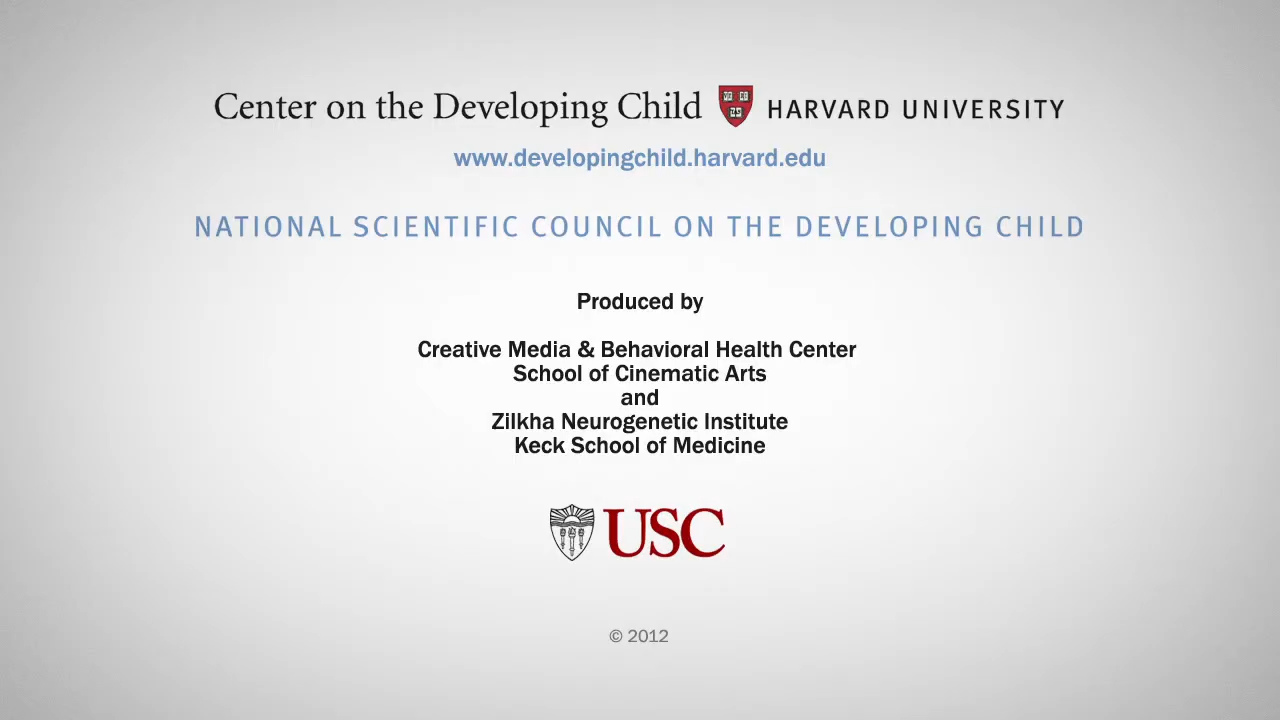 Center on the Developing Child HARVARD UNIVERSITY
www.developingchild.harvard.edu
NATIONAL SCIENTIFIC COUNCIL ON THE DEVELOPING CHILD
Produced by
Creative Media & Behavioral Health Center
School of Cinematic Arts
and
Zilkha Neurogenetic Institute
Keck School of Medicine
USC
© 2012